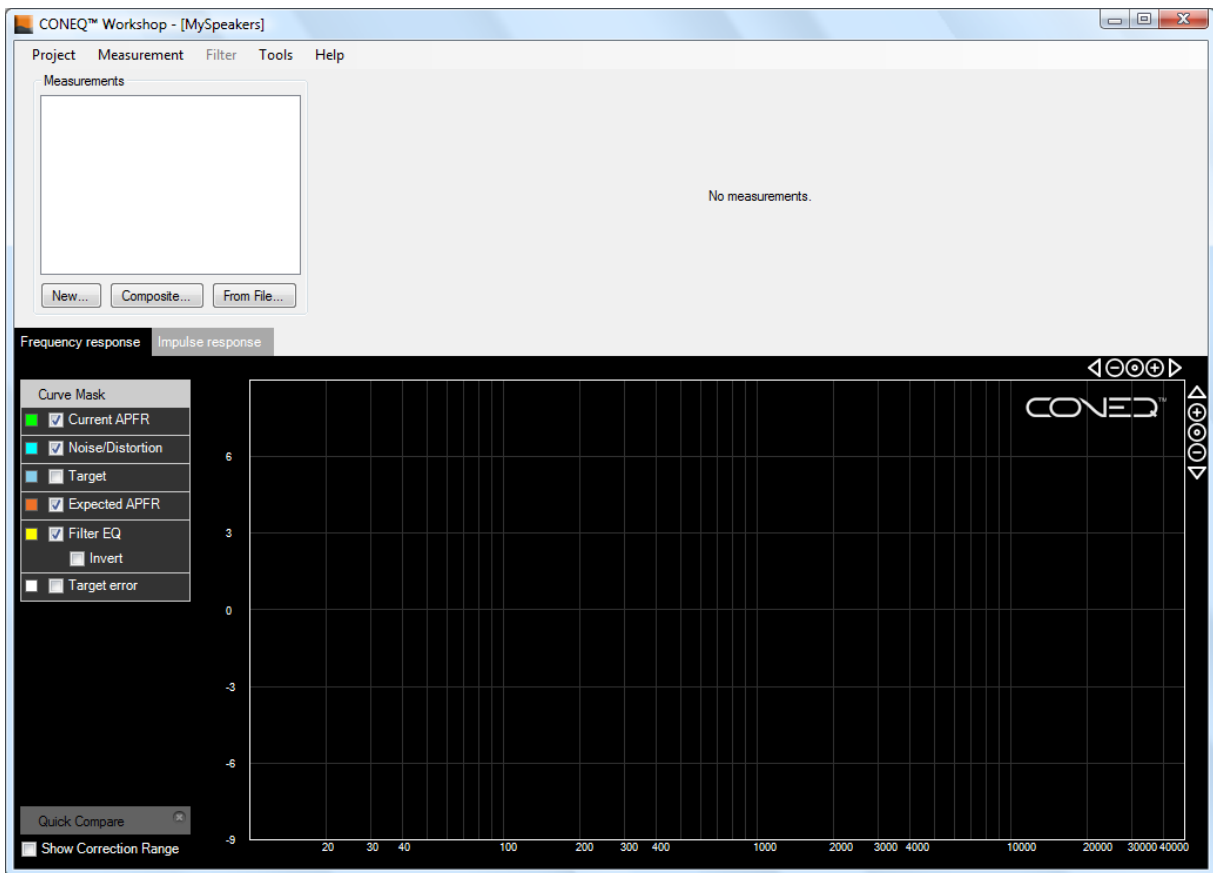 CONEQ™ Workshop - [MySpeakers]
Project Measurement Filter Tools Help
Measurements
No measurements.
New... Composite... From File...
Frequency response Impulse response
Curve Mask
Current APFR
Noise/Distortion
Target
Expected APFR
Filter EQ
Invert
Target error
CONEQ™
6
3
0
-3
-6
-9
20 30 40 100 200 300 400 1000 2000 3000 4000 10000 20000 30000 40000
Quick Compare
Show Correction Range